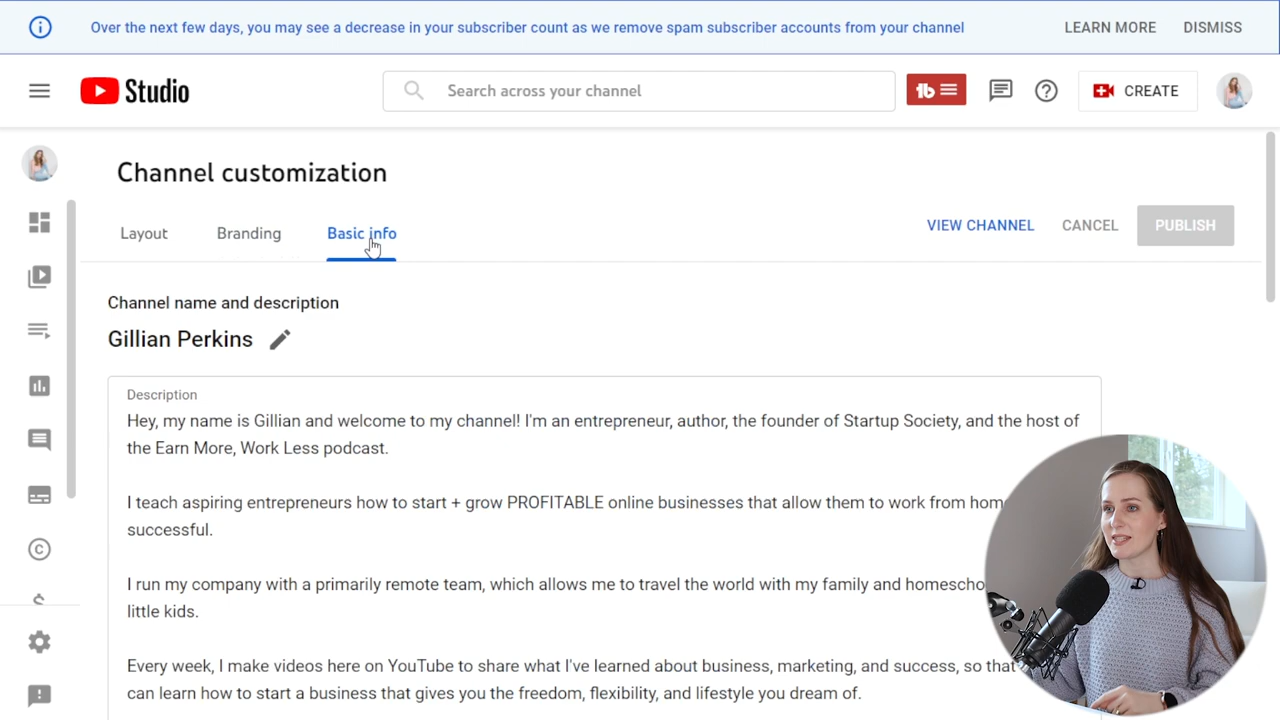 Over the next few days, you may see a decrease in your subscriber count as we remove spam subscriber accounts from your channel
LEARN MORE
DISMISS
Studio
Search across your channel
tb
CREATE
Channel customization
Layout
Branding
Basic info
VIEW CHANNEL
CANCEL
PUBLISH
Channel name and description
Gillian Perkins
Description
Hey, my name is Gillian and welcome to my channel! I'm an entrepreneur, author, the founder of Startup Society, and the host of
the Earn More, Work Less podcast.
I teach aspiring entrepreneurs how to start + grow PROFITABLE online businesses that allow them to work from
successful.
I run my company with a primarily remote team, which allows me to travel the world with my family and
little kids.
Every week, I make videos here on YouTube to share what I've learned about business, marketing, and success, so that
can learn how to start a business that gives you the freedom, flexibility, and lifestyle you dream of.